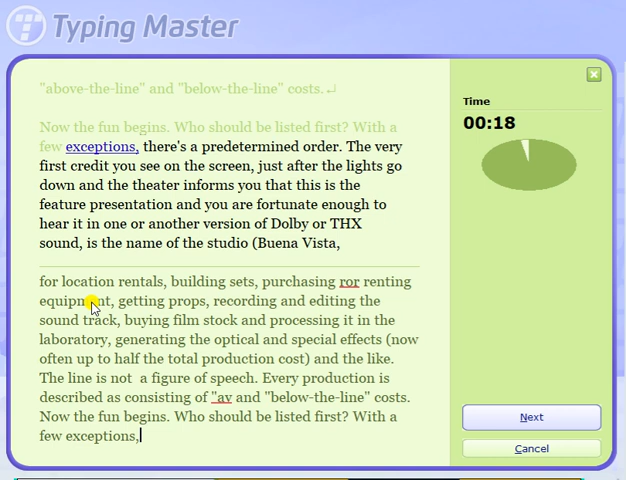 Typing Master
"above-the-line" and "below-the-line" costs.↵
Now the fun begins. Who should be listed first? With a
few exceptions, there's a predetermined order. The very
first credit you see on the screen, just after the lights go
down and the theater informs you that this is the
feature presentation and you are fortunate enough to
hear it in one or another version of Dolby or THX
sound, is the name of the studio (Buena Vista,
for location rentals, building sets, purchasing ror renting
equipment, getting props, recording and editing the
sound track, buying film stock and processing it in the
laboratory, generating the optical and special effects (now
often up to half the total production cost) and the like.
The line is not  a figure of speech. Every production is
described as consisting of "av and "below-the-line" costs.
Now the fun begins. Who should be listed first? With a
few exceptions,
Time
00:18
Next
Cancel